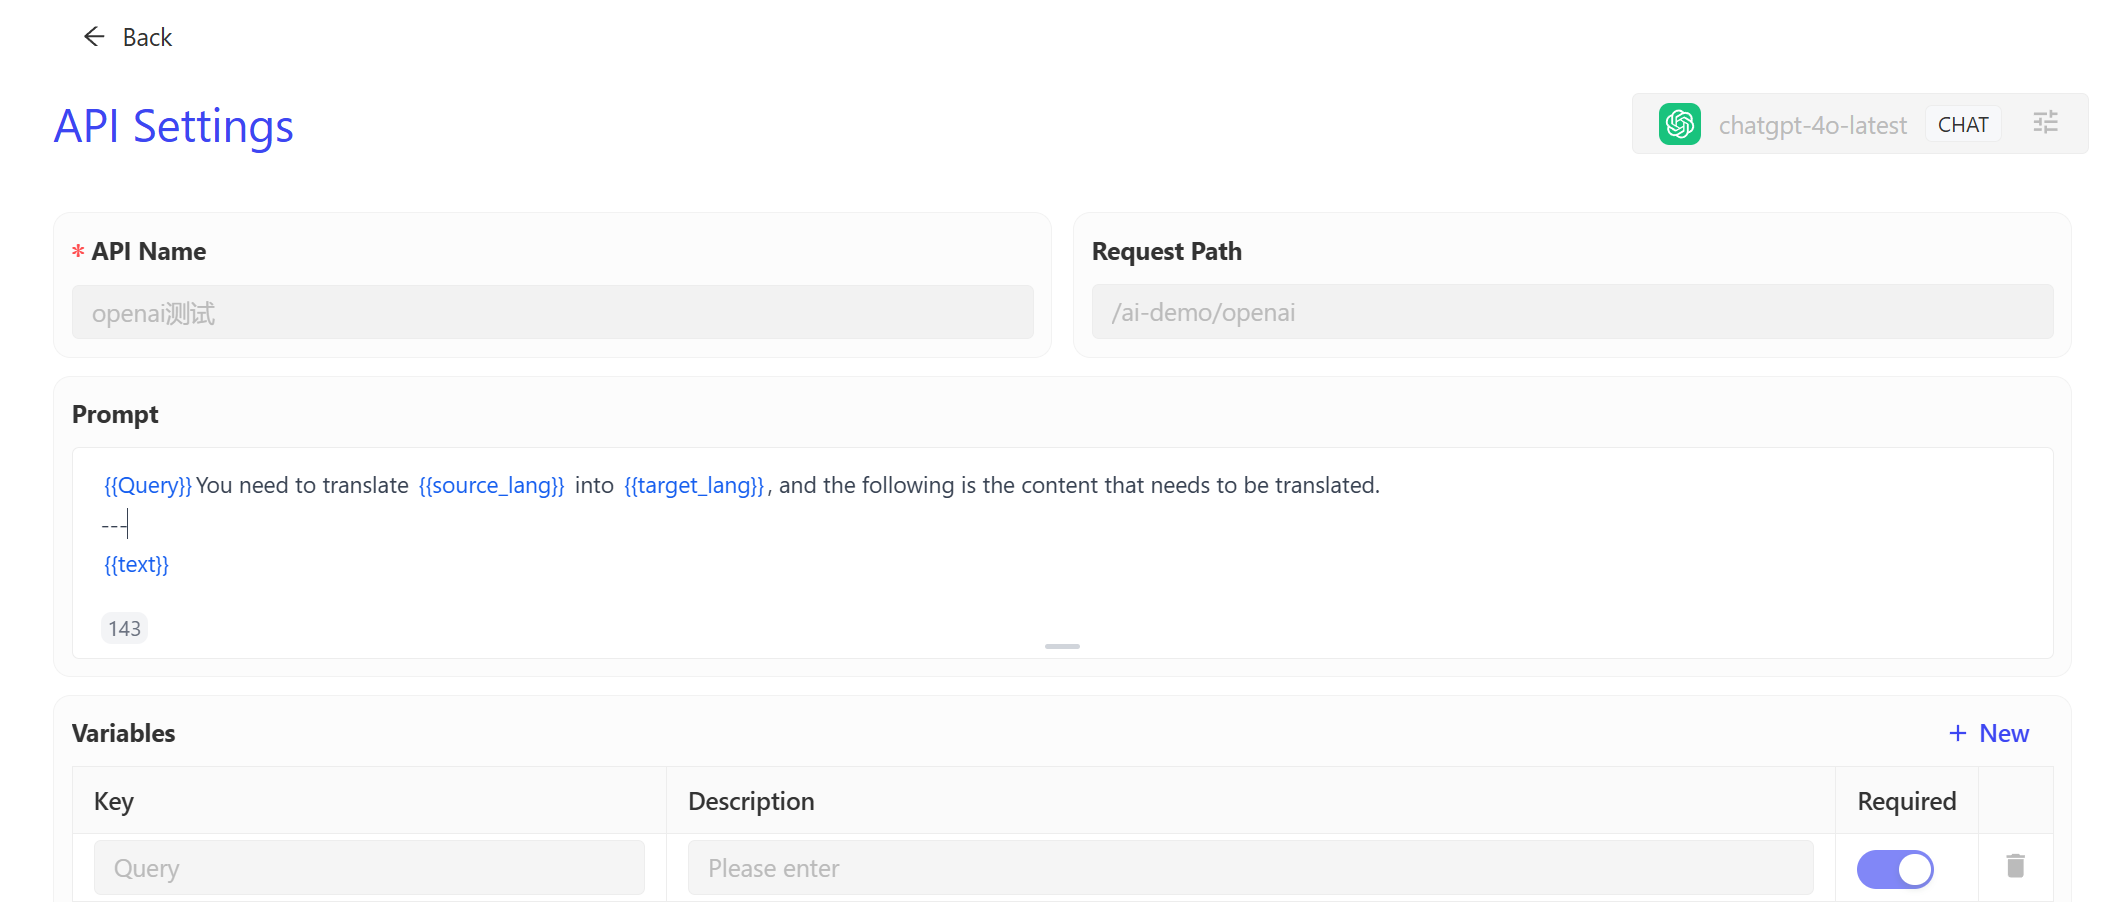 Back
API Settings
chatgpt-4o-latest CHAT
* API Name
Request Path
openai测试
/ai-demo/openai
Prompt
{{Query}} You need to translate {{source_lang}} into {{target_lang}}, and the following is the content that needs to be translated.
---
{{text}}
143
Variables
+ New
Key Description Required
Query Please enter